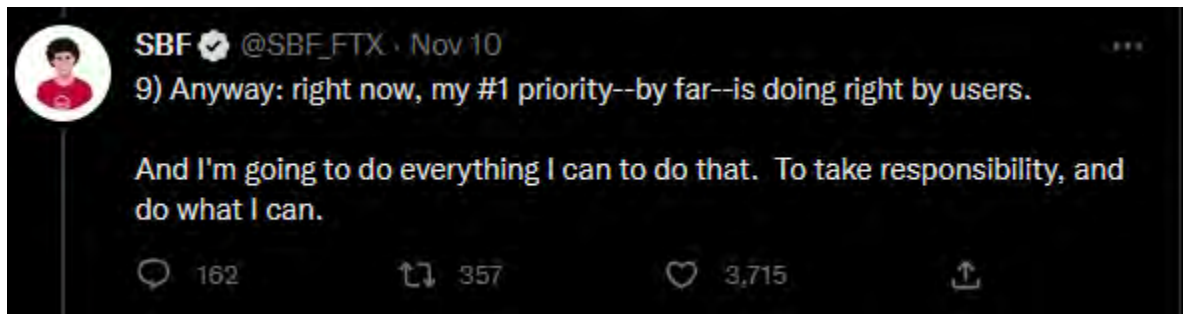 SBF @SBF_FTX · Nov 10
9) Anyway: right now, my #1 priority--by far--is doing right by users.
And I'm going to do everything I can to do that.  To take responsibility, and
do what I can.
162 357 3,715